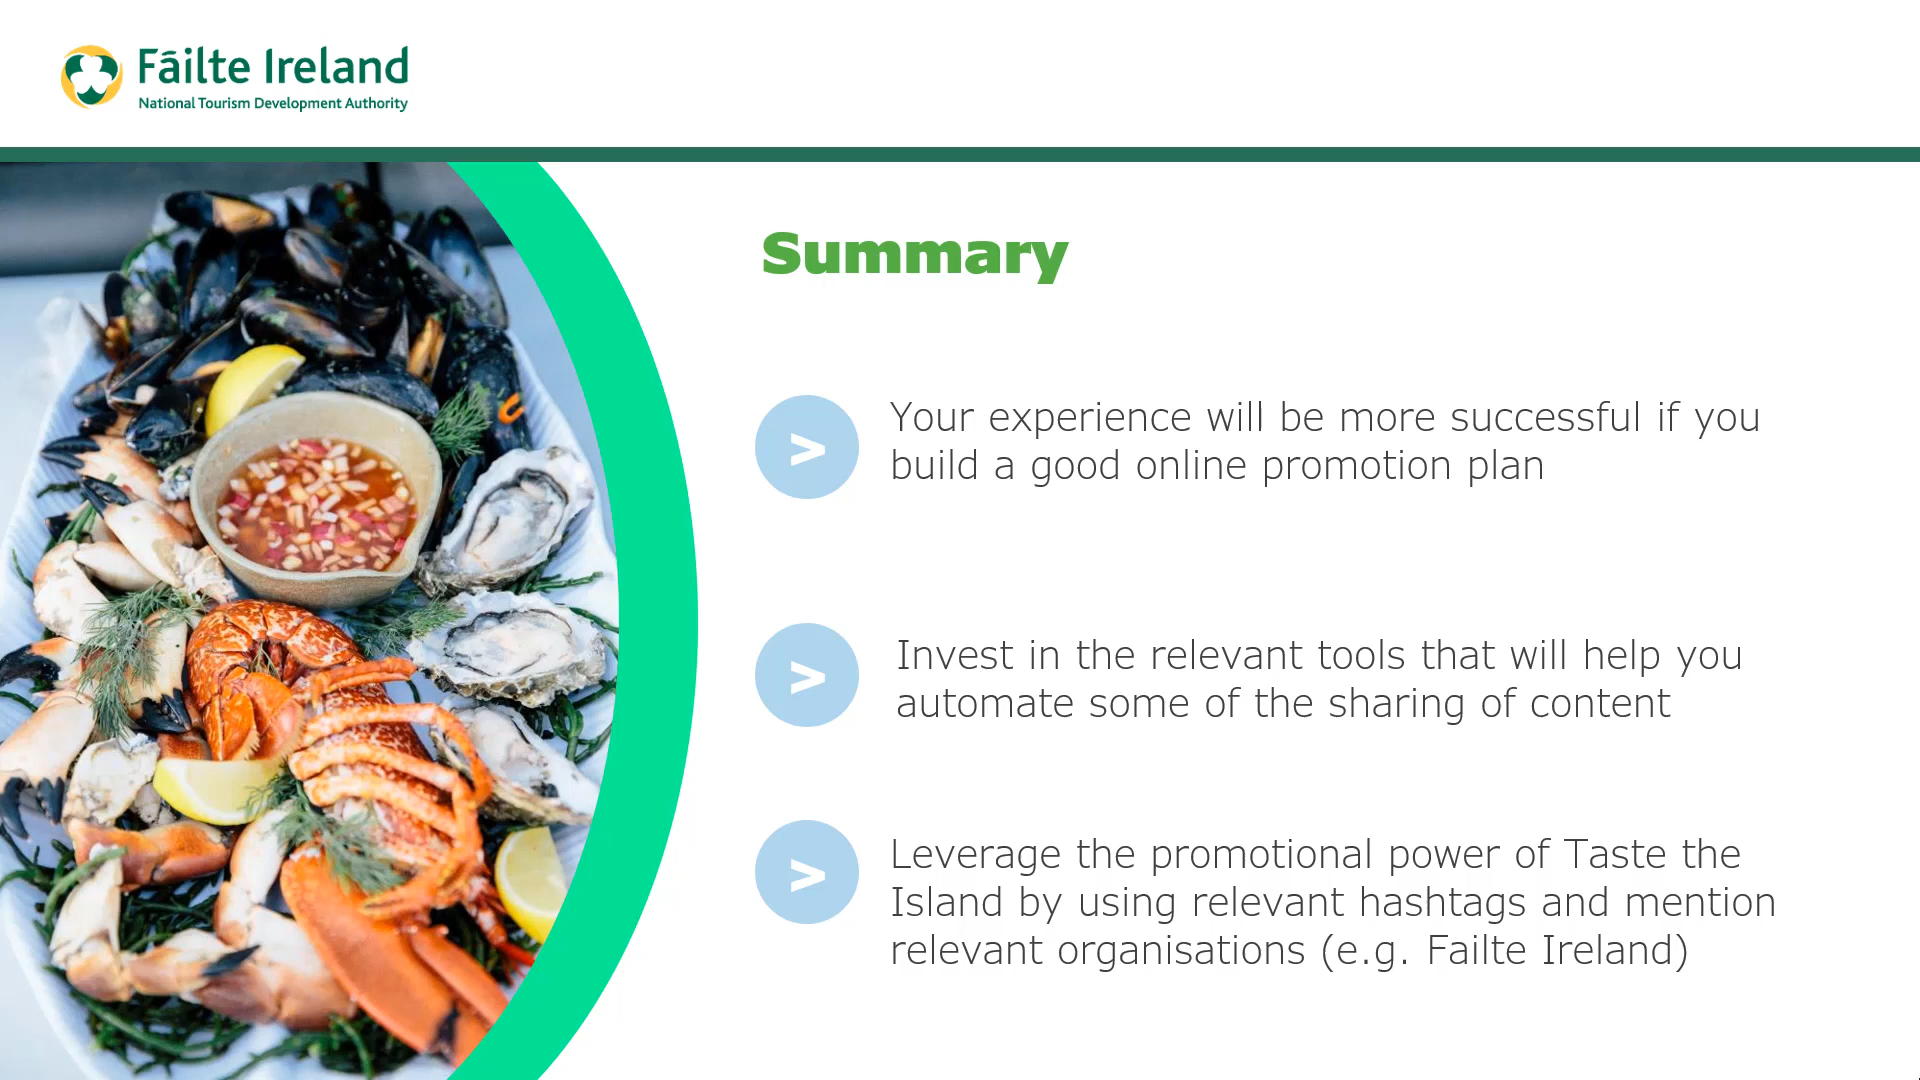 Fáilte Ireland
National Tourism Development Authority
Summary
> Your experience will be more successful if you
build a good online promotion plan
> Invest in the relevant tools that will help you
automate some of the sharing of content
> Leverage the promotional power of Taste the
Island by using relevant hashtags and mention
relevant organisations (e.g. Failte Ireland)